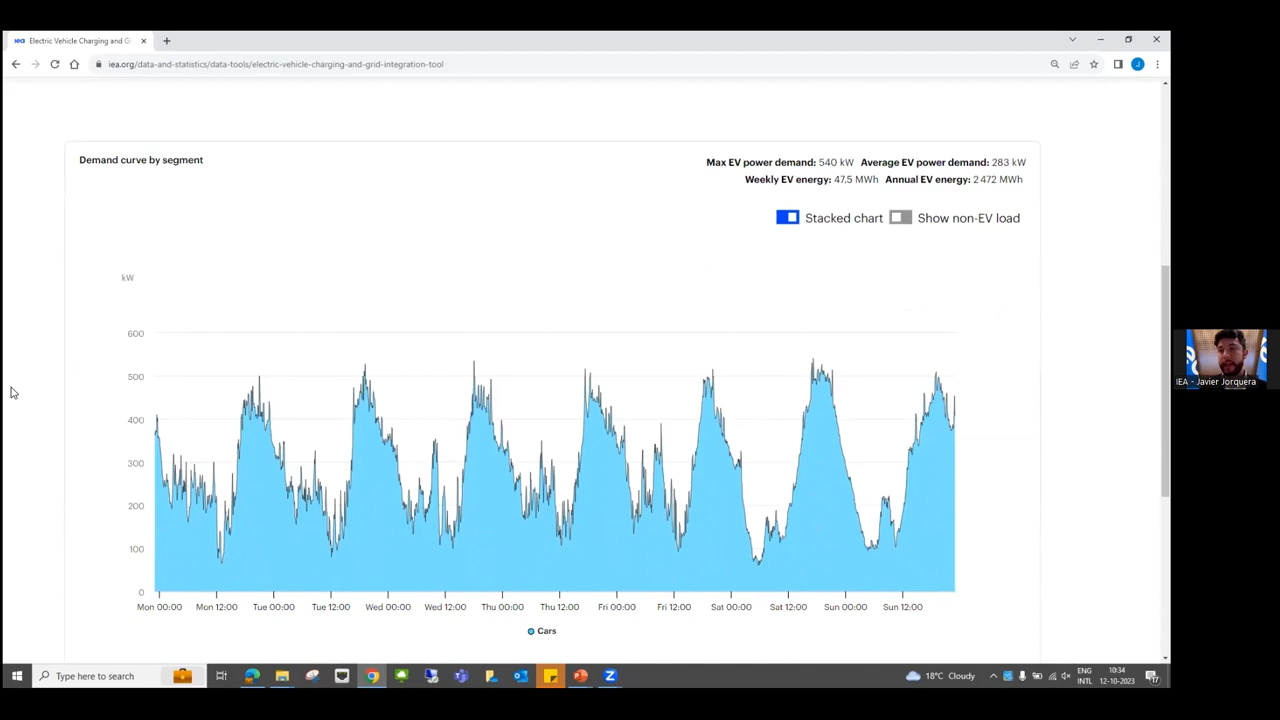 iea Electric Vehicle Charging and G
iea.org/data-and-statistics/data-tools/electric-vehicle-charging-and-grid-integration-tool
J
Demand curve by segment
Max EV power demand: 540 kW Average EV power demand: 283 kW
Weekly EV energy: 47.5 MWh Annual EV energy: 2 472 MWh
Stacked chart Show non-EV load
kW
600
500
400
300
200
100
0
Mon 00:00 Mon 12:00 Tue 00:00 Tue 12:00 Wed 00:00 Wed 12:00 Thu 00:00 Thu 12:00 Fri 00:00 Fri 12:00 Sat 00:00 Sat 12:00 Sun 00:00 Sun 12:00
Cars
IEA - Javier Jorquera
Type here to search
18°C Cloudy
ENG
INTL
10:34
12-10-2023
17